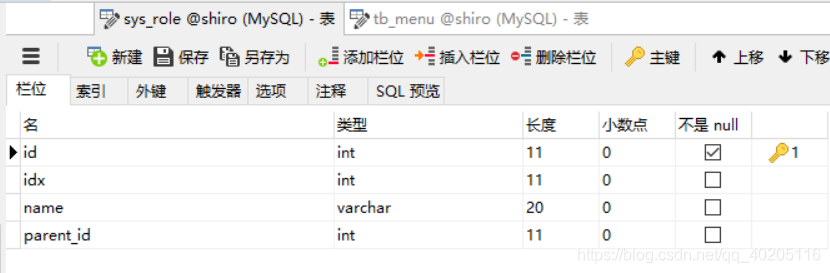 sys_role @shiro (MySQL) - 表 tb_menu @shiro (MySQL) - 表
新建 保存 另存为 添加栏位 插入栏位 删除栏位 主键 上移 下移
栏位 索引 外键 触发器 选项 注释 SQL 预览
名 类型 长度 小数点 不是 null
id int 11 0 1
idx int 11 0
name varchar 20 0
parent_id int 11 0
https://blog.csdn.net/qq_40205116